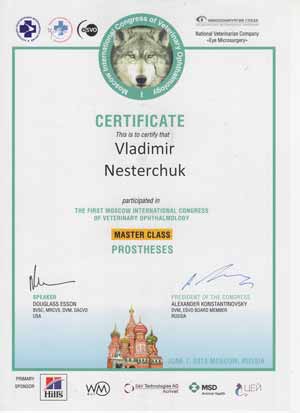 esvo
Moscow International Congress of Veterinary Ophthalmology
I
National Veterinarian Company
«Eye Microsurgery»
CERTIFICATE
This is to certify that
Vladimir
Nesterchuk
participated in
THE FIRST MOSCOW INTERNATIONAL CONGRESS
OF VETERINARY OPHTHALMOLOGY
MASTER CLASS
PROSTHESES
SPEAKER
DOUGLASS ESSON
BVSC, MRCVS, DVM, DACVO
USA
PRESIDENT OF THE CONGRESS
ALEXANDER KONSTANTINOVSKY
DVM, ESVO BOARD MEMBER
RUSSIA
JUNE 7, 2013 MOSCOW, RUSSIA
PRIMARY
SPONSOR
Hill's
WM
S&V Technologies AG
Acrivet
MSD
Animal Health
ЦЕЙ